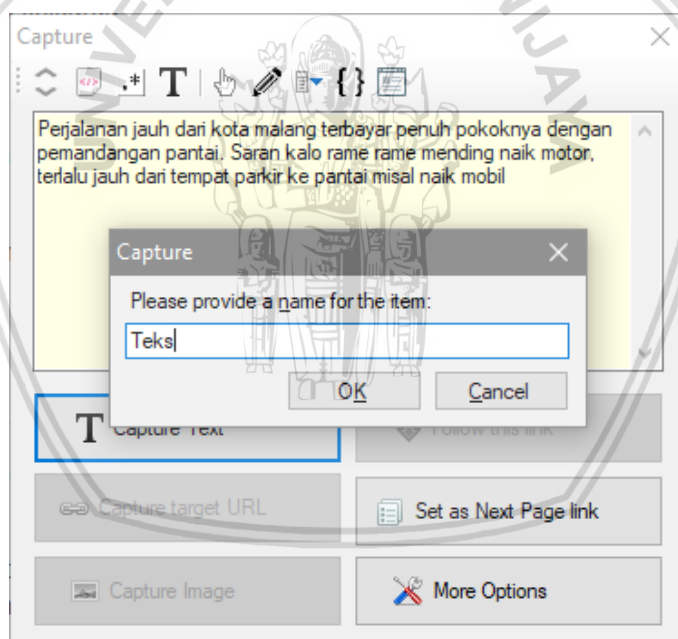 Capture
Perjalanan jauh dari kota malang terbayar penuh pokoknya dengan
pemandangan pantai. Saran kalo rame rame mending naik motor,
terlalu jauh dari tempat parkir ke pantai misal naik mobil
Capture
Please provide a name for the item:
Teks
OK Cancel
Capture Text Follow this link
Capture target URL Set as Next Page link
Capture Image More Options